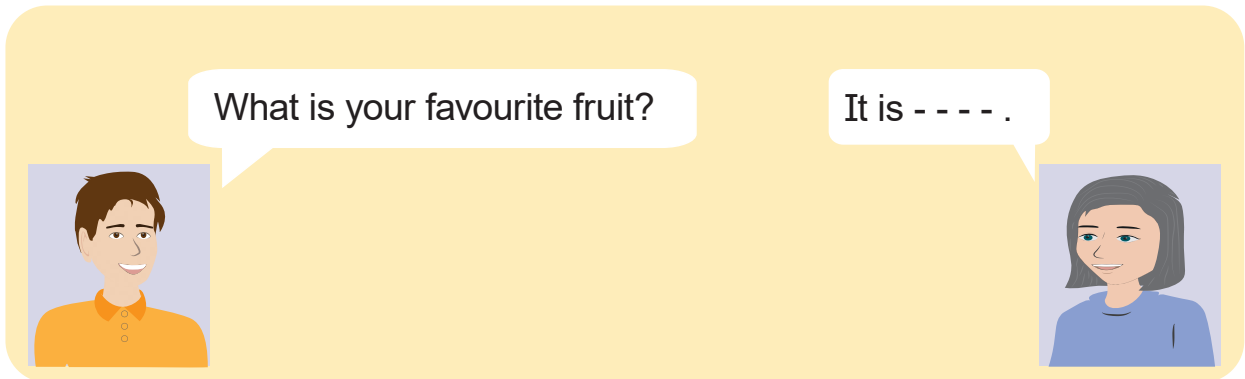 What is your favourite fruit?
It is - - - - .